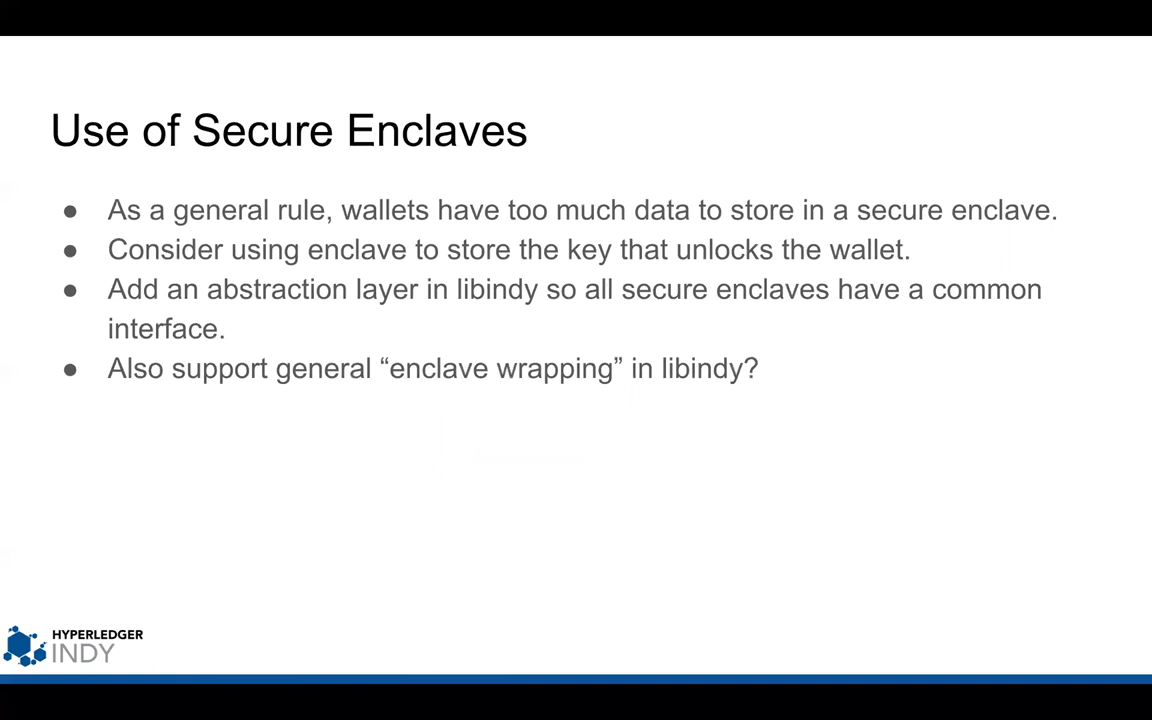 Use of Secure Enclaves
● As a general rule, wallets have too much data to store in a secure enclave.
● Consider using enclave to store the key that unlocks the wallet.
● Add an abstraction layer in libindy so all secure enclaves have a common
interface.
● Also support general “enclave wrapping” in libindy?
HYPERLEDGER
INDY